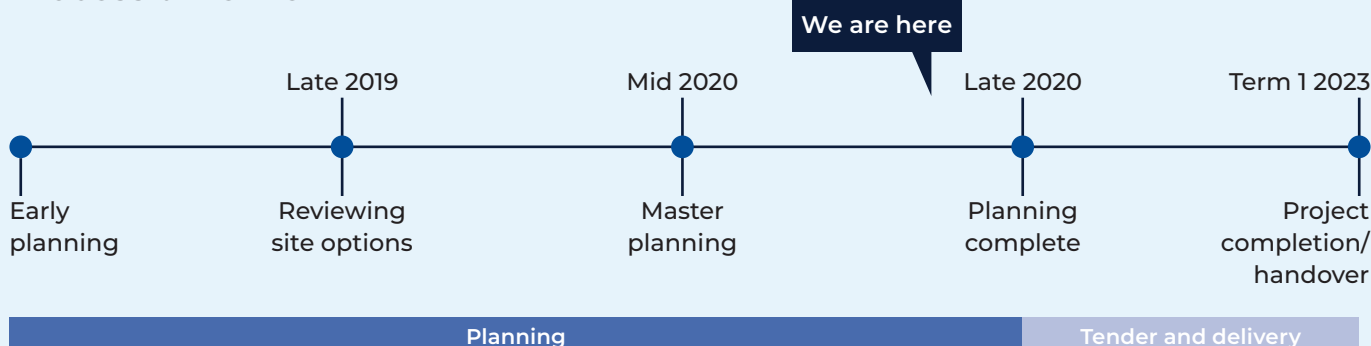 We are here
Late 2019
Mid 2020
Late 2020
Term 1 2023
Early
planning
Reviewing
site options
Master
planning
Planning
complete
Project
completion/
handover
Planning
Tender and delivery